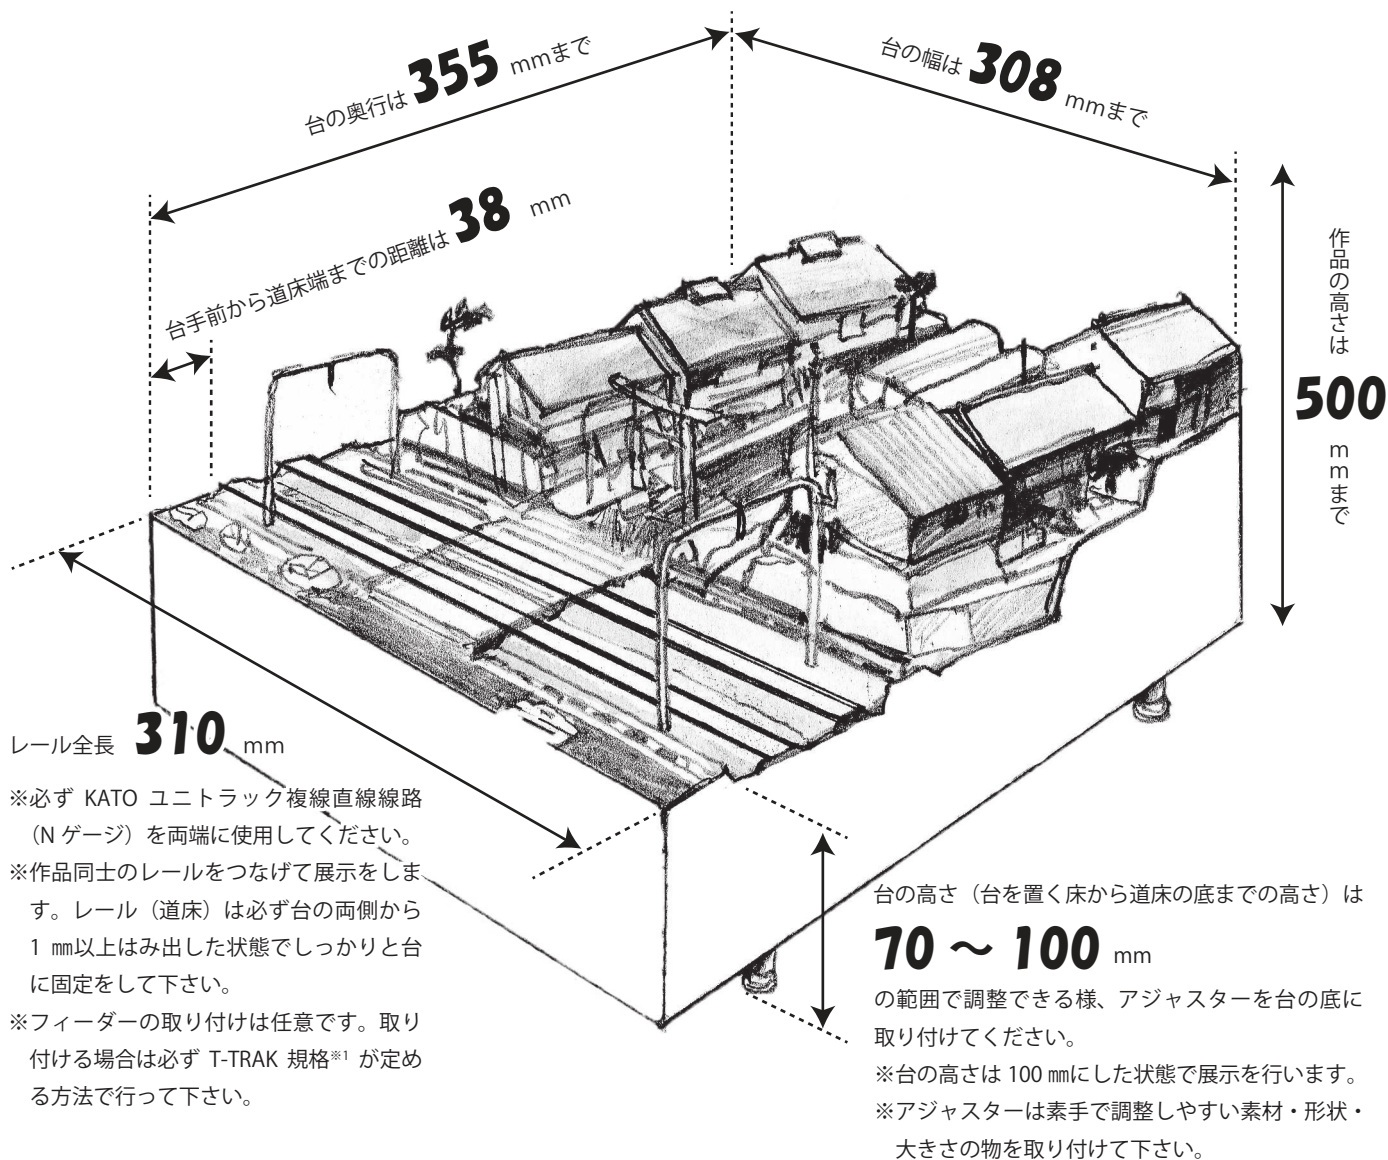 台の奥行は 355 mmまで
台の幅は 308 mmまで
台手前から道床端までの距離は 38 mm
作品の高さは
500
mmまで
レール全長 310 mm
※必ず KATO ユニトラック複線直線線路
（N ゲージ）を両端に使用してください。
※作品同士のレールをつなげて展示をしま
す。レール（道床）は必ず台の両側から
1 ㎜以上はみ出した状態でしっかりと台
に固定をして下さい。
※フィーダーの取り付けは任意です。取り
付ける場合は必ず T-TRAK 規格※1 が定め
る方法で行って下さい。
台の高さ（台を置く床から道床の底までの高さ）は
70 ～ 100 mm
の範囲で調整できる様、アジャスターを台の底に
取り付けてください。
※台の高さは 100 ㎜にした状態で展示を行います。
※アジャスターは素手で調整しやすい素材・形状・
大きさの物を取り付けて下さい。